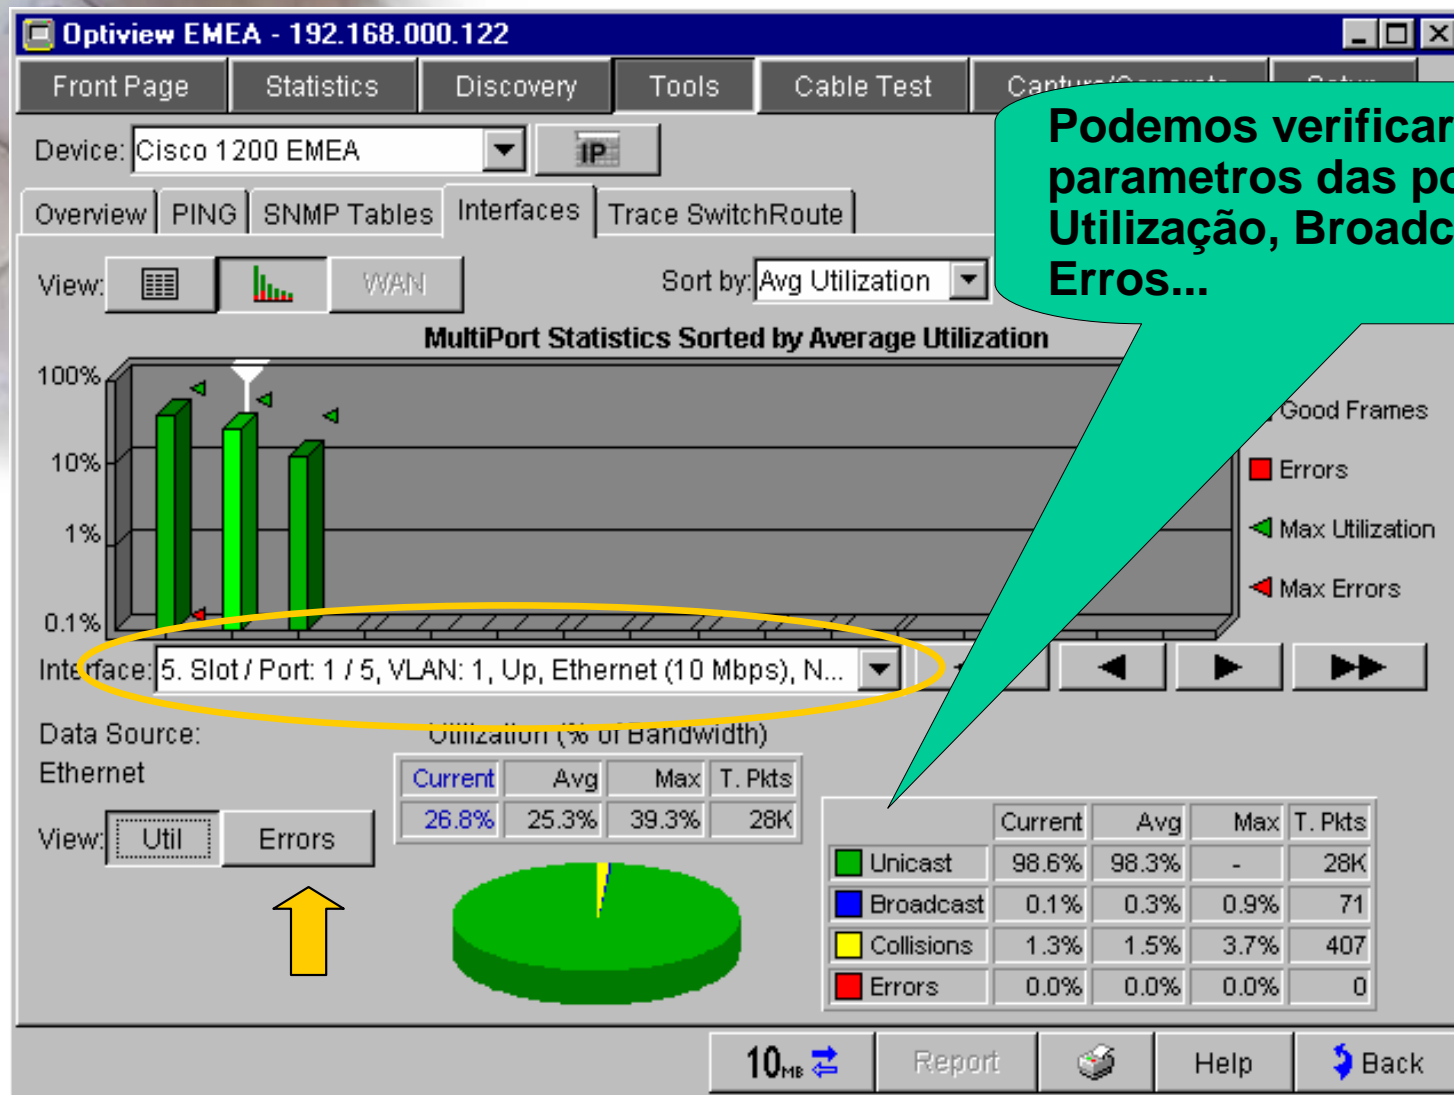 Optiview EMEA - 192.168.000.122
Front Page Statistics Discovery Tools Cable Test
Device: Cisco 1200 EMEA IP
Podemos verificar
parametros das
Utilização,
Erros...
Overview PING SNMP Tables Interfaces Trace SwitchRoute
View: WAN Sort by: Avg Utilization
MultiPort Statistics Sorted by Average Utilization
100%
10%
1%
0.1%
Good Frames
Errors
Max Utilization
Max Errors
Interface: 5. Slot / Port: 1 / 5, VLAN: 1, Up, Ethernet (10 Mbps), N...
Data Source:
Ethernet
Utilization (% of Bandwidth)
Current Avg Max T. Pkts
26.8% 25.3% 39.3% 28K
View: Util Errors
Current Avg Max T. Pkts
Unicast 98.6% 98.3% - 28K
Broadcast 0.1% 0.3% 0.9% 71
Collisions 1.3% 1.5% 3.7% 407
Errors 0.0% 0.0% 0.0% 0
10MB Report Help Back